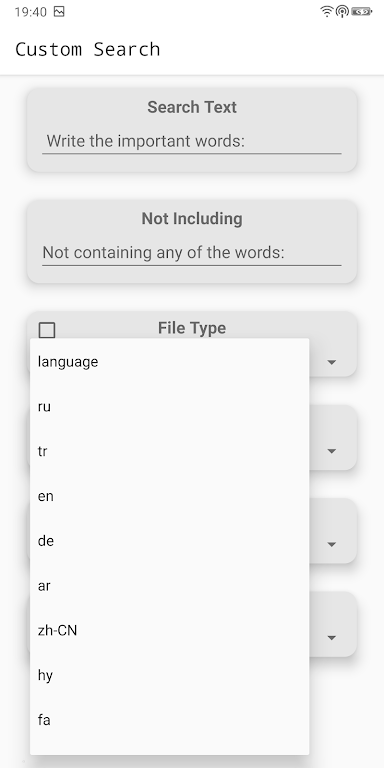 19:40
Custom Search
Search Text
Write the important words:
Not Including
Not containing any of the words:
File Type
language
ru
tr
en
de
ar
zh-CN
hy
fa